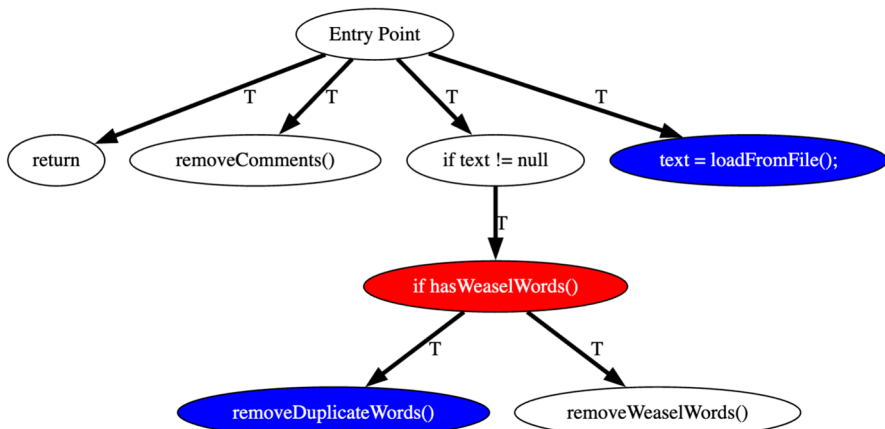 Entry Point
T
T
T
T
return
removeComments()
if text != null
text = loadFromFile();
T
if hasWeaselWords()
T
T
removeDuplicateWords()
removeWeaselWords()